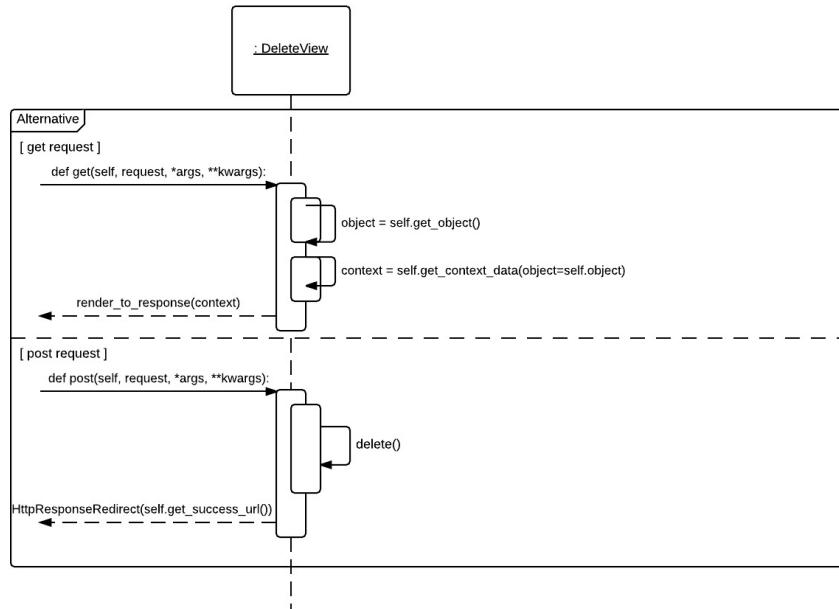 : DeleteView
Alternative
[ get request ]
def get(self, request, *args, **kwargs):
object = self.get_object()
context = self.get_context_data(object=self.object)
render_to_response(context)
[ post request ]
def post(self, request, *args, **kwargs):
delete()
HttpResponseRedirect(self.get_success_url())